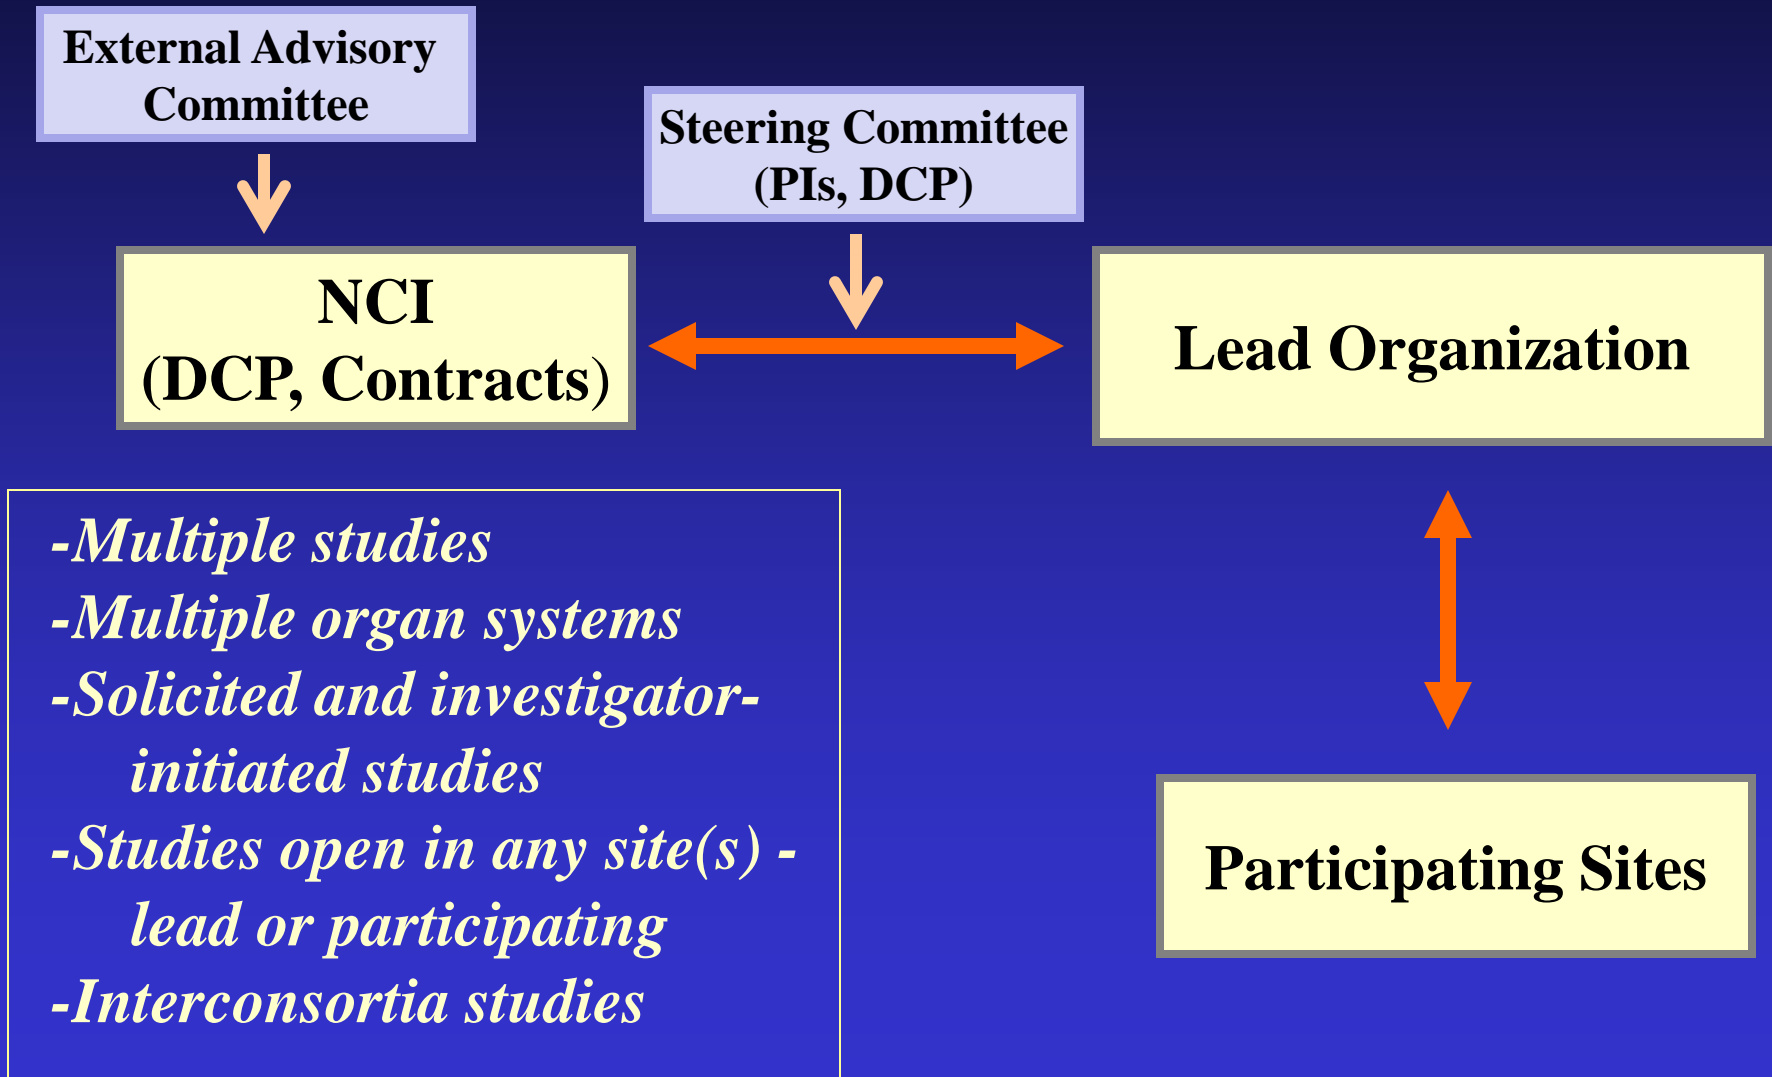 External Advisory
Committee
Steering Committee
(PIs, DCP)
NCI
(DCP, Contracts)
Lead Organization
-Multiple studies
-Multiple organ systems
-Solicited and investigator-
initiated studies
-Studies open in any site(s) -
lead or participating
-Interconsortia studies
Participating Sites